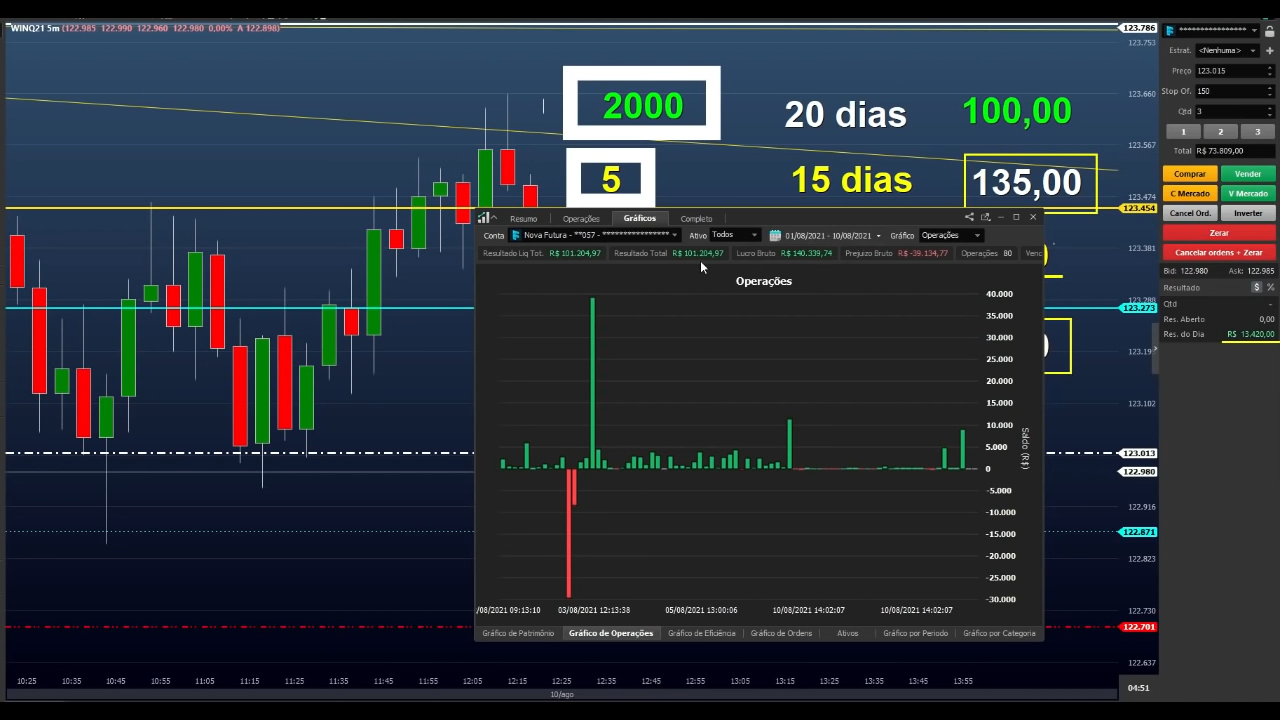 WINQ21 5m (122.985 122.990 122.960 122.980 0,00% A 122.898)
2000 20 dias 100,00
5 15 dias 135,00
123.786
123.753
123.660
123.567
123.474
123.454
123.381
123.288
123.273
123.102
123.013
122.980
122.916
122.871
122.823
122.730
122.701
122.637
Resumo Operações Gráficos Completo
Conta Nova Futura - **057 - **************** Ativo Todos 01/08/2021 - 10/08/2021 Gráfico Operações
Resultado Liq Tot. R$ 101.204,97 Resultado Total R$ 101.204,97 Lucro Bruto R$ 140.339,74 Prejuizo Bruto R$ -39.134,77 Operações 80 Venc
Operações
40.000
35.000
30.000
25.000
20.000
15.000
10.000
5.000
0
-5.000
-10.000
-15.000
-20.000
-25.000
-30.000
Saldo (R$)
/08/2021 09:13:10 03/08/2021 12:13:38 05/08/2021 13:00:06 10/08/2021 14:02:07 10/08/2021 14:02:07
Gráfico de Patrimônio Gráfico de Operações Gráfico de Eficiência Gráfico de Ordens Ativos Gráfico por Periodo Gráfico por Categoria
10:25 10:35 10:45 10:55 11:05 11:15 11:25 11:35 11:45 11:55 12:05 12:15 12:25 12:35 12:45 12:55 13:05 13:15 13:25 13:35 13:45 13:55
10/ago
04:51
****************
Estrat. <Nenhuma>
Preço 123.015
Stop Of. 150
Qtd 3
1 2 3
Total R$ 73.809,00
Comprar Vender
C Mercado V Mercado
Cancel Ord. Inverter
Zerar
Cancelar ordens + Zerar
Bid: 122.980 Ask: 122.985
Resultado $ %
Qtd -
Res. Aberto 0,00
Res. do Dia R$ 13.420,00